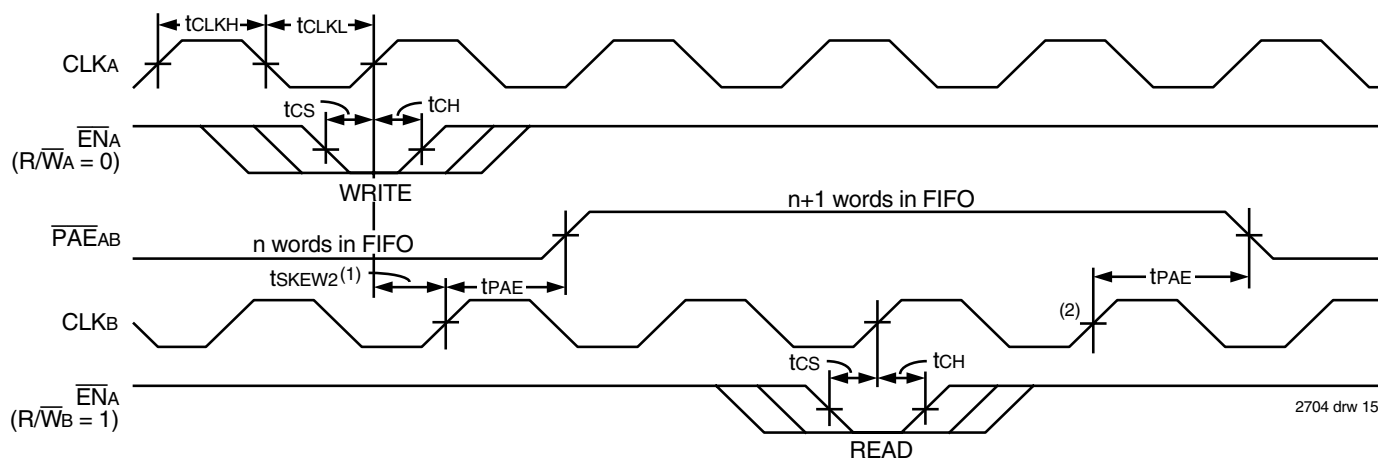 tCLKH tCLKL
CLKA
tCS tCH
ENA
(R/WA = 0)
WRITE
n+1 words in FIFO
PAEAB
n words in FIFO
tSKEW2(1) tPAE tPAE
CLKB (2)
tCS tCH
ENA
(R/WB = 1)
2704 drw 15
READ